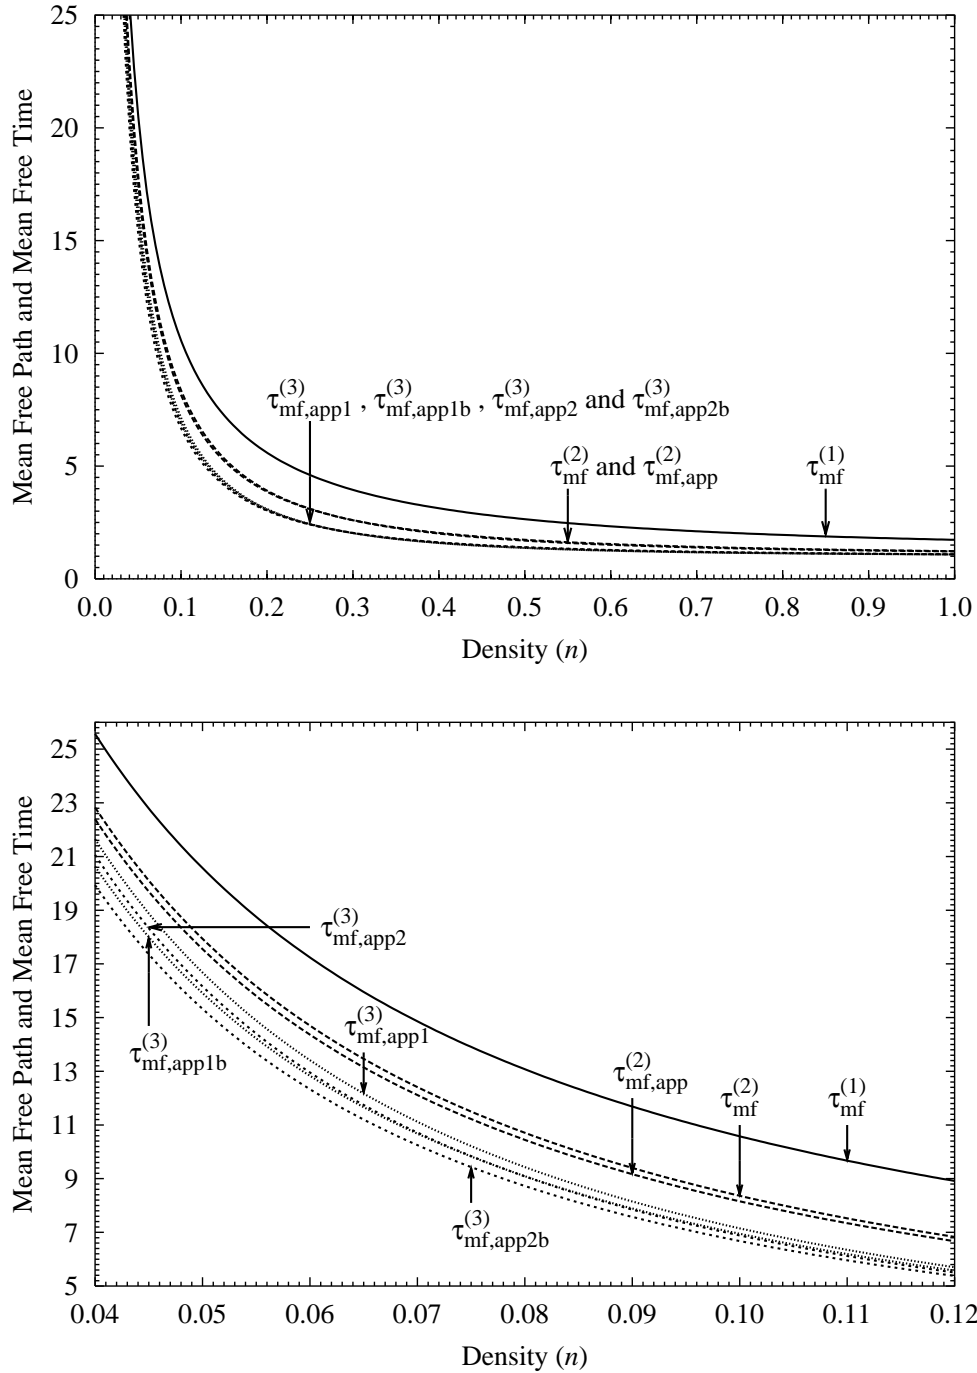 25
20
15
10
5
0
Mean Free Path and Mean Free Time
τ(3)mf,app1 , τ(3)mf,app1b , τ(3)mf,app2 and τ(3)mf,app2b
τ(2)mf and τ(2)mf,app
τ(1)mf
0.0 0.1 0.2 0.3 0.4 0.5 0.6 0.7 0.8 0.9 1.0
Density (n)
25
23
21
19
17
15
13
11
9
7
5
Mean Free Path and Mean Free Time
τ(3)mf,app2
τ(3)mf,app1b
τ(3)mf,app1
τ(2)mf,app
τ(2)mf
τ(1)mf
τ(3)mf,app2b
0.04 0.05 0.06 0.07 0.08 0.09 0.10 0.11 0.12
Density (n)